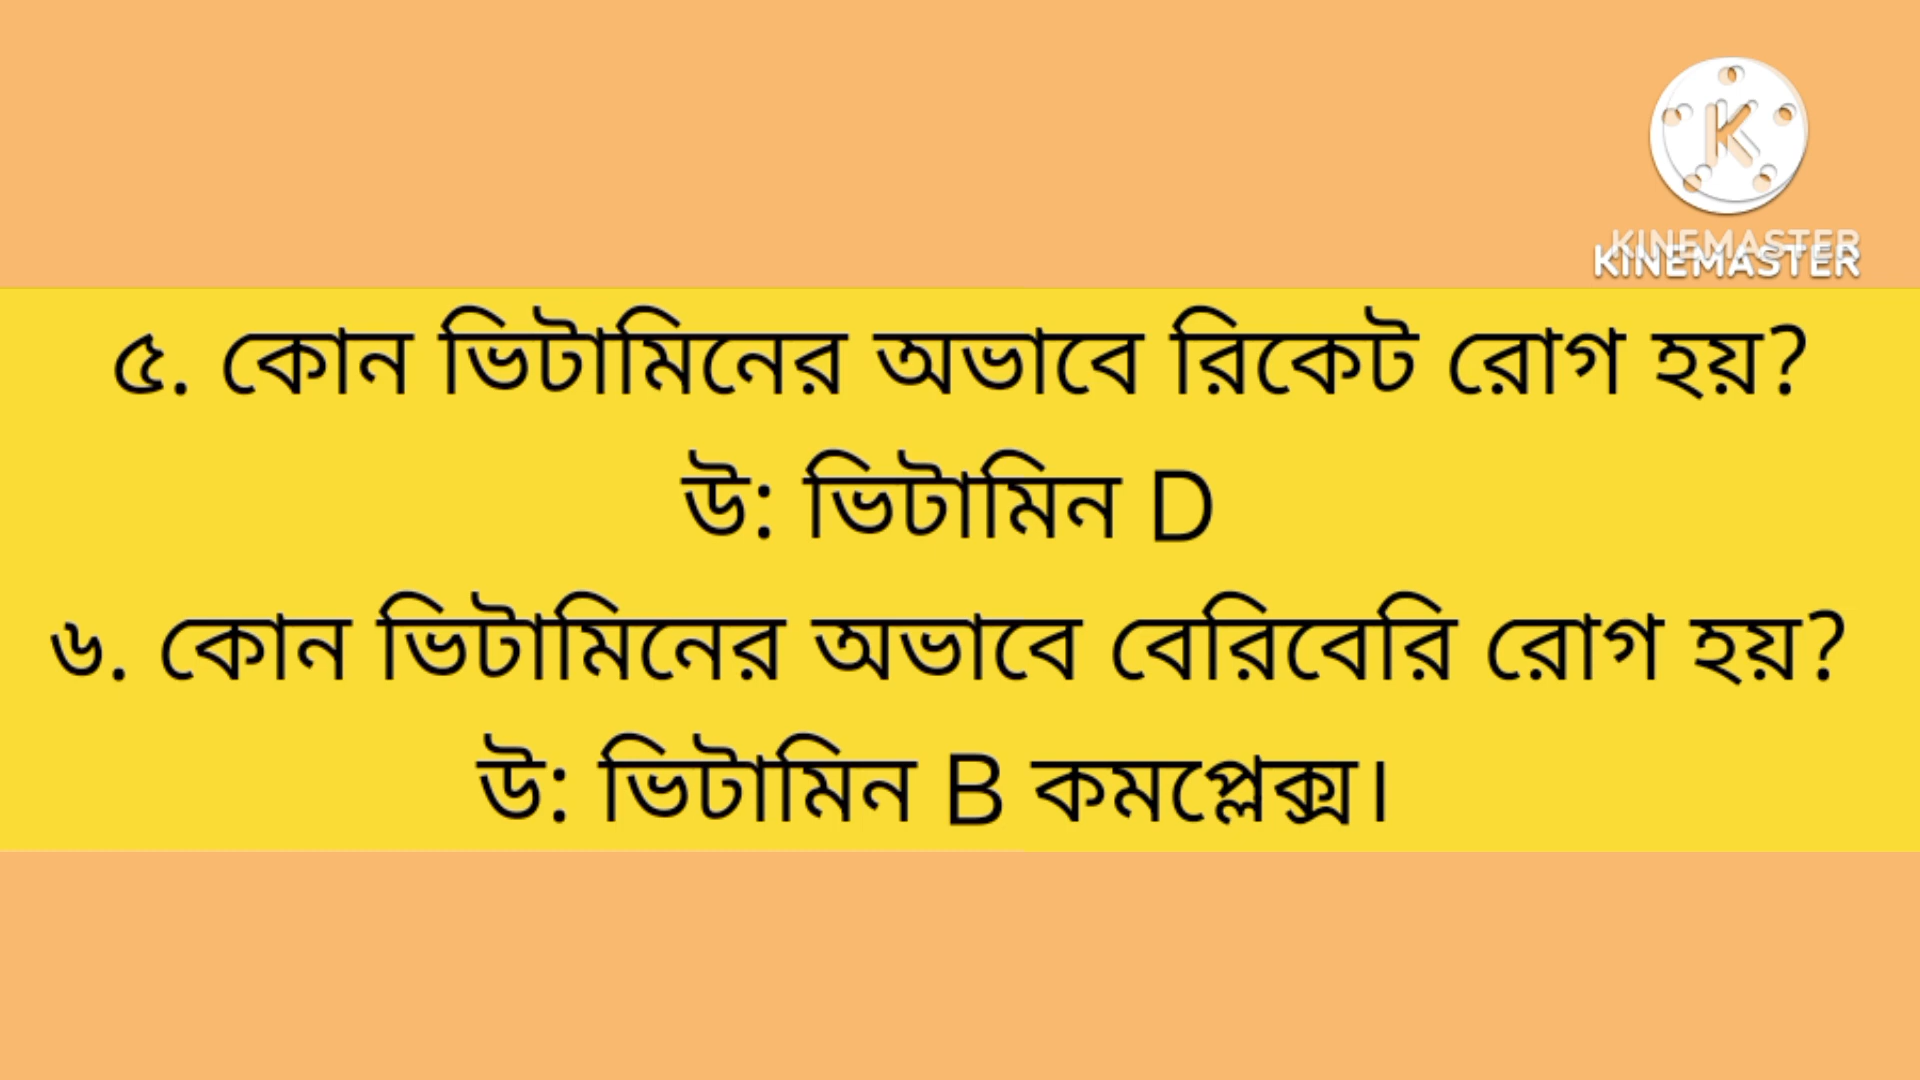 KINEMASTER
KINEMASTER
৫. কোন ভিটামিনের অভাবে রিকেট রোগ হয়?
উ: ভিটামিন D
৬. কোন ভিটামিনের অভাবে বেরিবেরি রোগ হয়?
উ: ভিটামিন B কমপ্লেক্স।